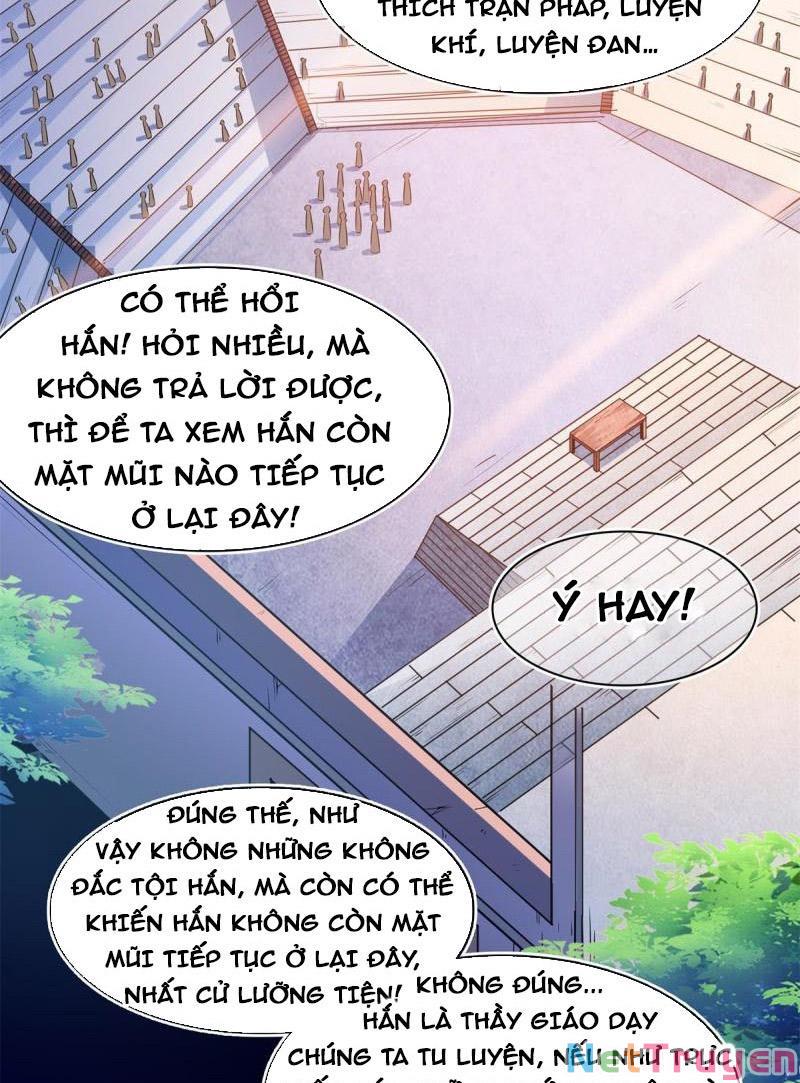 THÍCH TRẬN PHÁP, LUYỆN
KHÍ, LUYỆN ĐAN...
CÓ THỂ HỔI
HẮN! HỎI NHIỀU, MÀ
KHÔNG TRẢ LỜI ĐƯỢC,
THÌ ĐỂ TA XEM HẮN CÒN
MẶT MŨI NÀO TIẾP TỤC
Ở LẠI ĐÂY!
Ý HAY!
ĐÚNG THẾ, NHƯ
VẬY KHÔNG NHỮNG KHÔNG
ĐẮC TỘI HẮN, MÀ CÒN CÓ THỂ
KHIẾN HẮN KHÔNG CÒN MẶT
MŨI TIẾP TỤC Ở LẠI ĐÂY,
NHẤT CỬ LƯỠNG TIỆN!
KHÔNG ĐÚNG...
HẮN LÀ THẦY GIÁO DẠY
CHÚNG TA TU LUYỆN, NẾU NHƯ TRỰC
NetTruyen